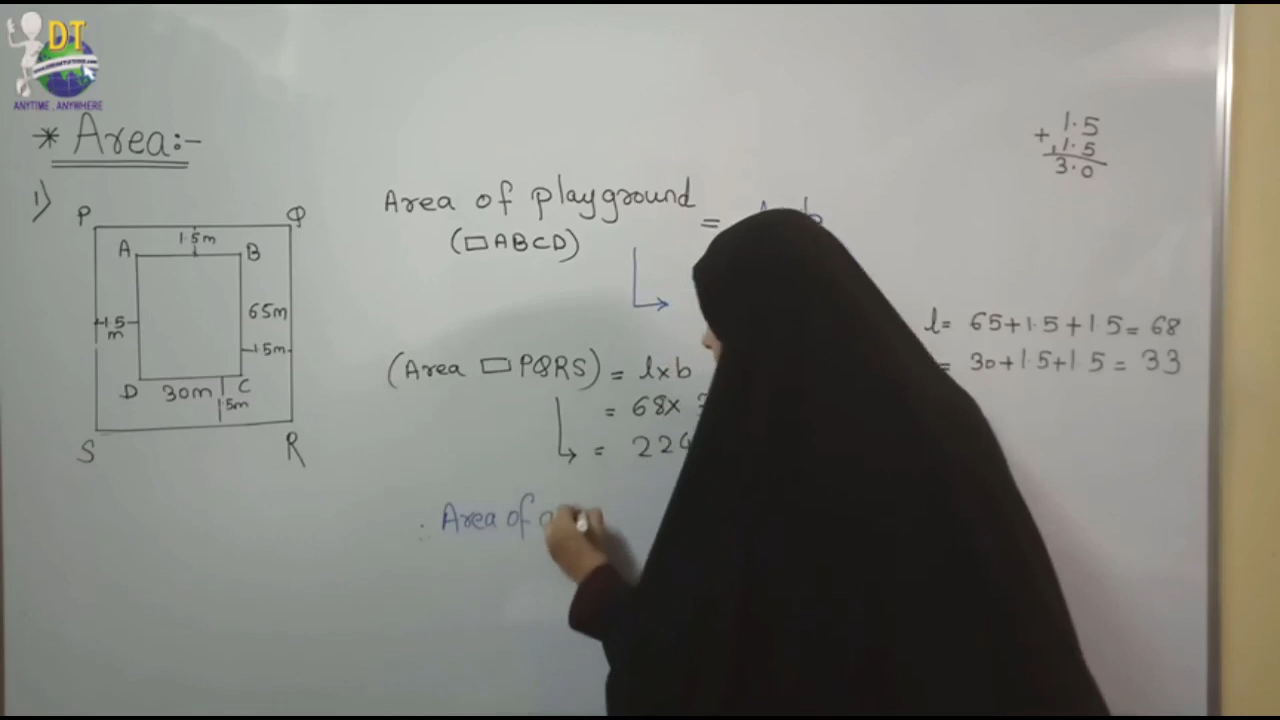 DT
ANYTIME, ANYWHERE
* Area:-
1)
P Q
1.5m
A B
65m
1.5
m
1.5m
D 30m C
1.5m
S R
Area of playground =
(□ABCD)
(Area □PQRS) = l×b
= 68×
= 224
l= 65+1.5+1.5= 68
= 30+1.5+1.5 = 33
Area of
+ 1.5
1.5
3.0